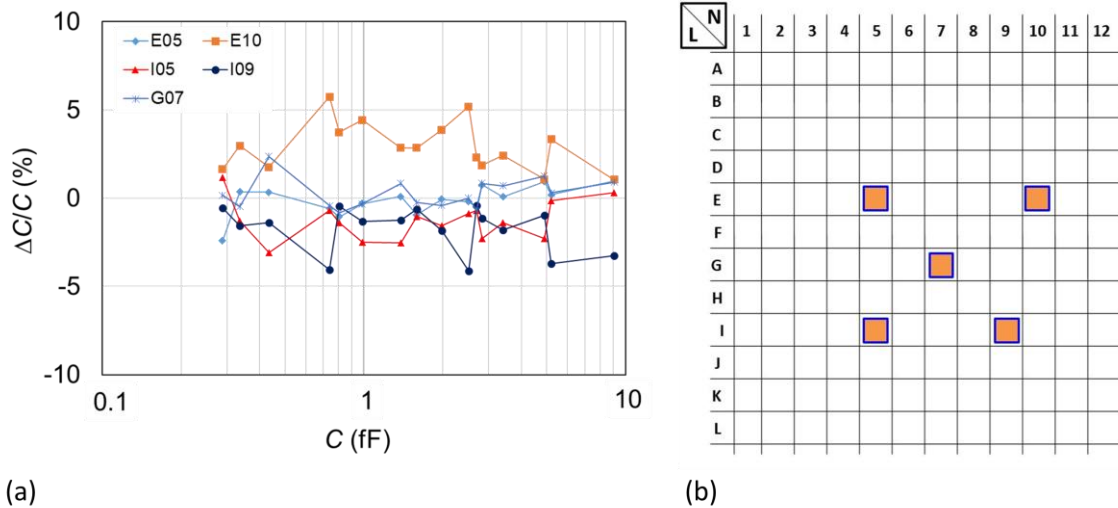 10
5
0
-5
-10
ΔC/C (%)
E05 E10
I05 I09
G07
0.1 1 10
C (fF)
(a)
N
L
1 2 3 4 5 6 7 8 9 10 11 12
A
B
C
D
E
F
G
H
I
J
K
L
(b)